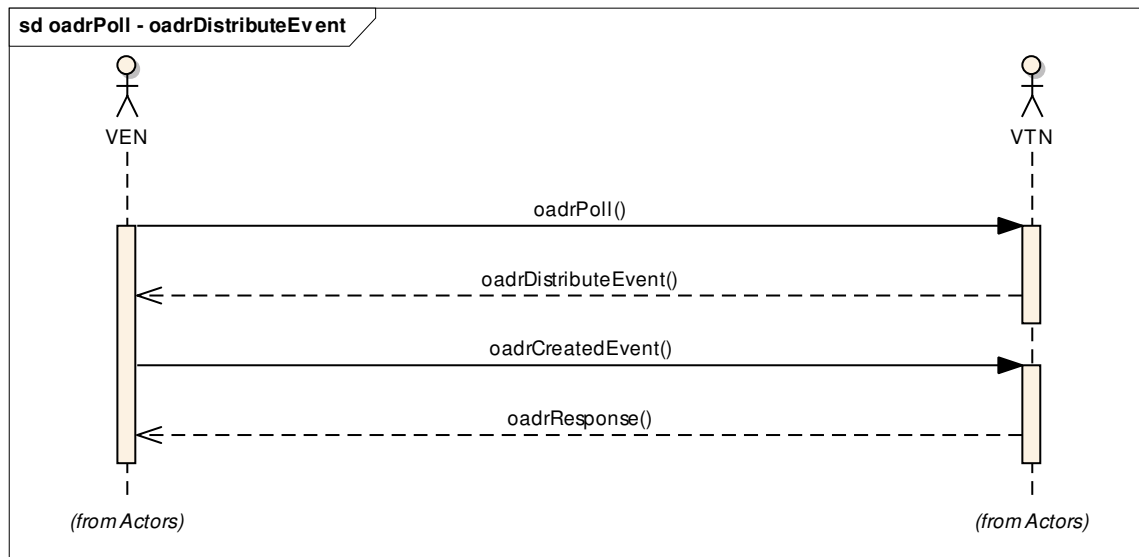 sd oadrPoll - oadrDistributeEvent
VEN
VTN
oadrPoll()
oadrDistributeEvent()
oadrCreatedEvent()
oadrResponse()
(from Actors)
(from Actors)